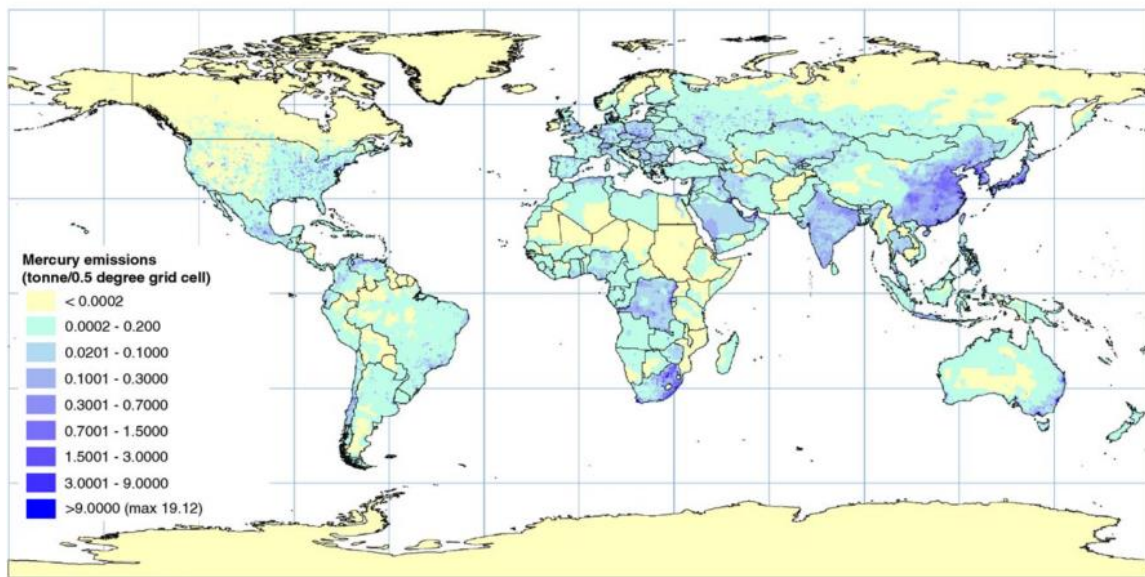 Mercury emissions
(tonne/0.5 degree grid cell)
< 0.0002
0.0002 - 0.200
0.0201 - 0.1000
0.1001 - 0.3000
0.3001 - 0.7000
0.7001 - 1.5000
1.5001 - 3.0000
3.0001 - 9.0000
>9.0000 (max 19.12)